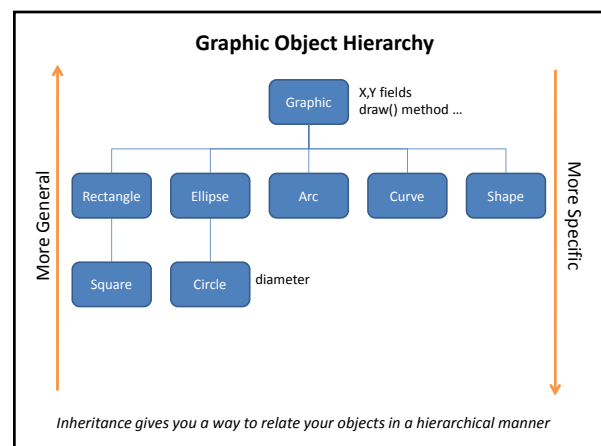 Graphic Object Hierarchy
Graphic
X,Y fields
draw() method ...
More General
More Specific
Rectangle
Ellipse
Arc
Curve
Shape
Square
Circle
diameter
Inheritance gives you a way to relate your objects in a hierarchical manner